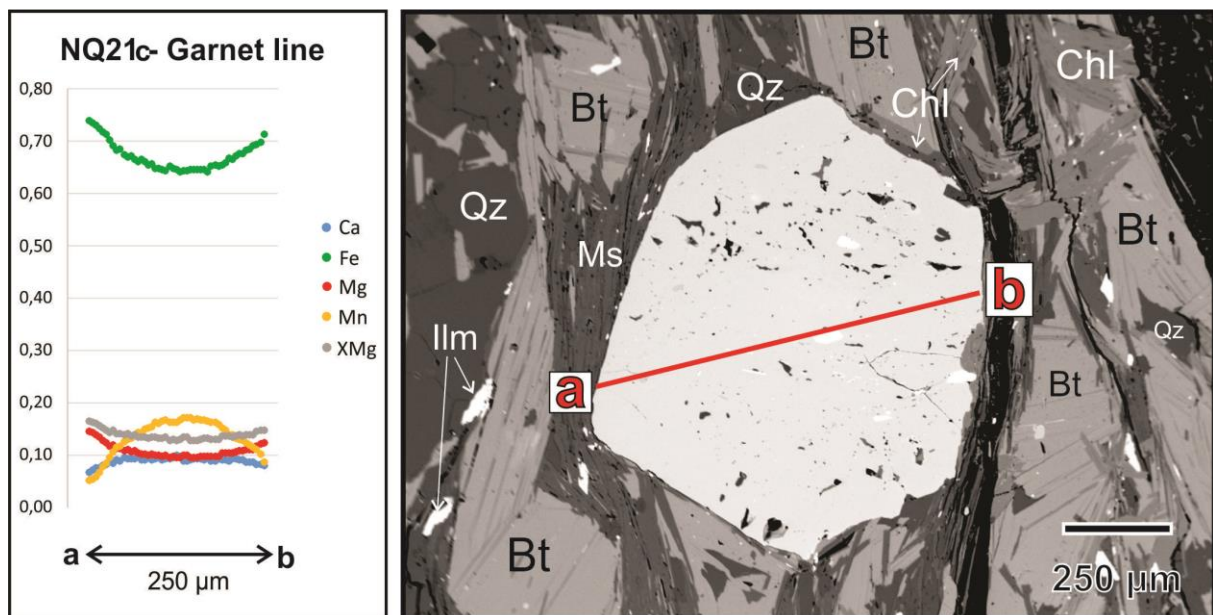 NQ21c- Garnet line
0,80
0,70
0,60
0,50
0,40
0,30
0,20
0,10
0,00
Ca
Fe
Mg
Mn
XMg
a b
250 µm
Bt
Qz
Bt
Chl
Chl
Qz
Ms
Bt
b
Ilm
a
Qz
Bt
Bt
250 µm